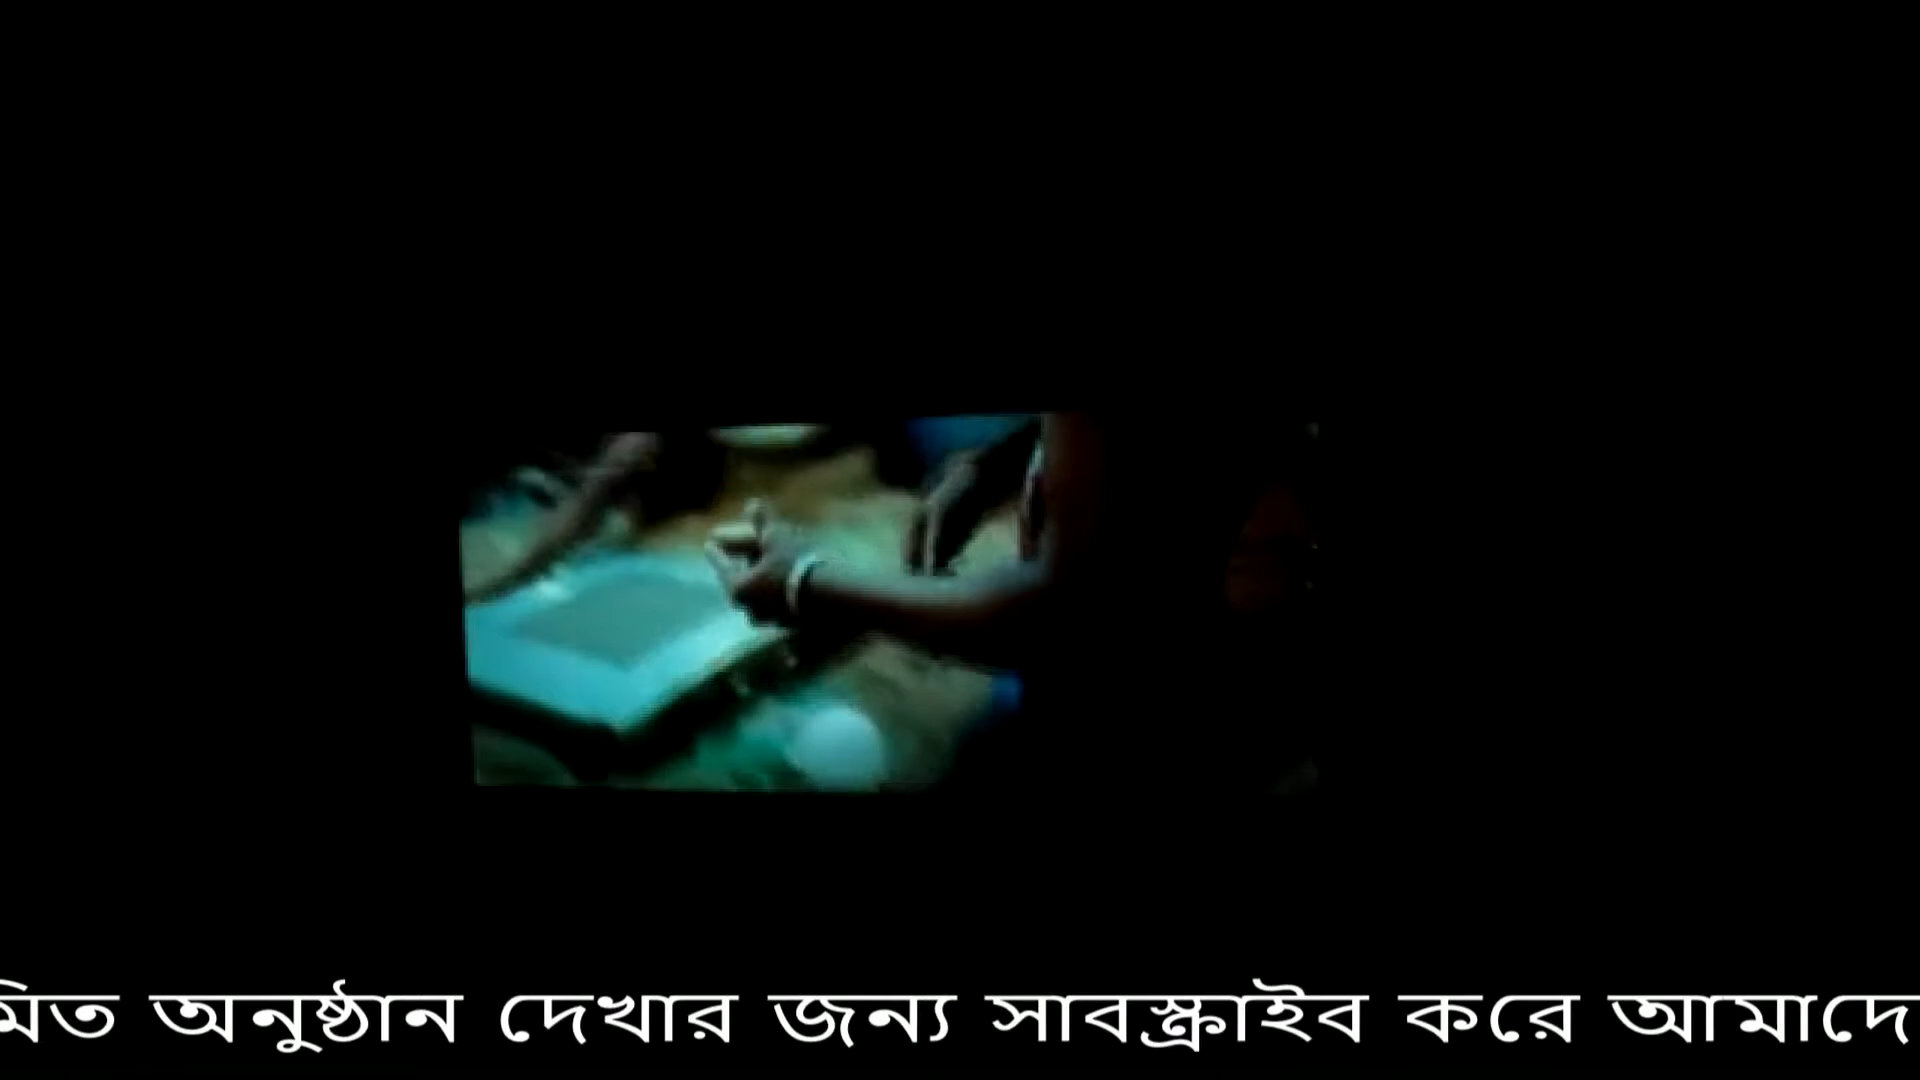 মিত অনুষ্ঠান দেখার জন্য সাবস্ক্রাইব করে আমাদে